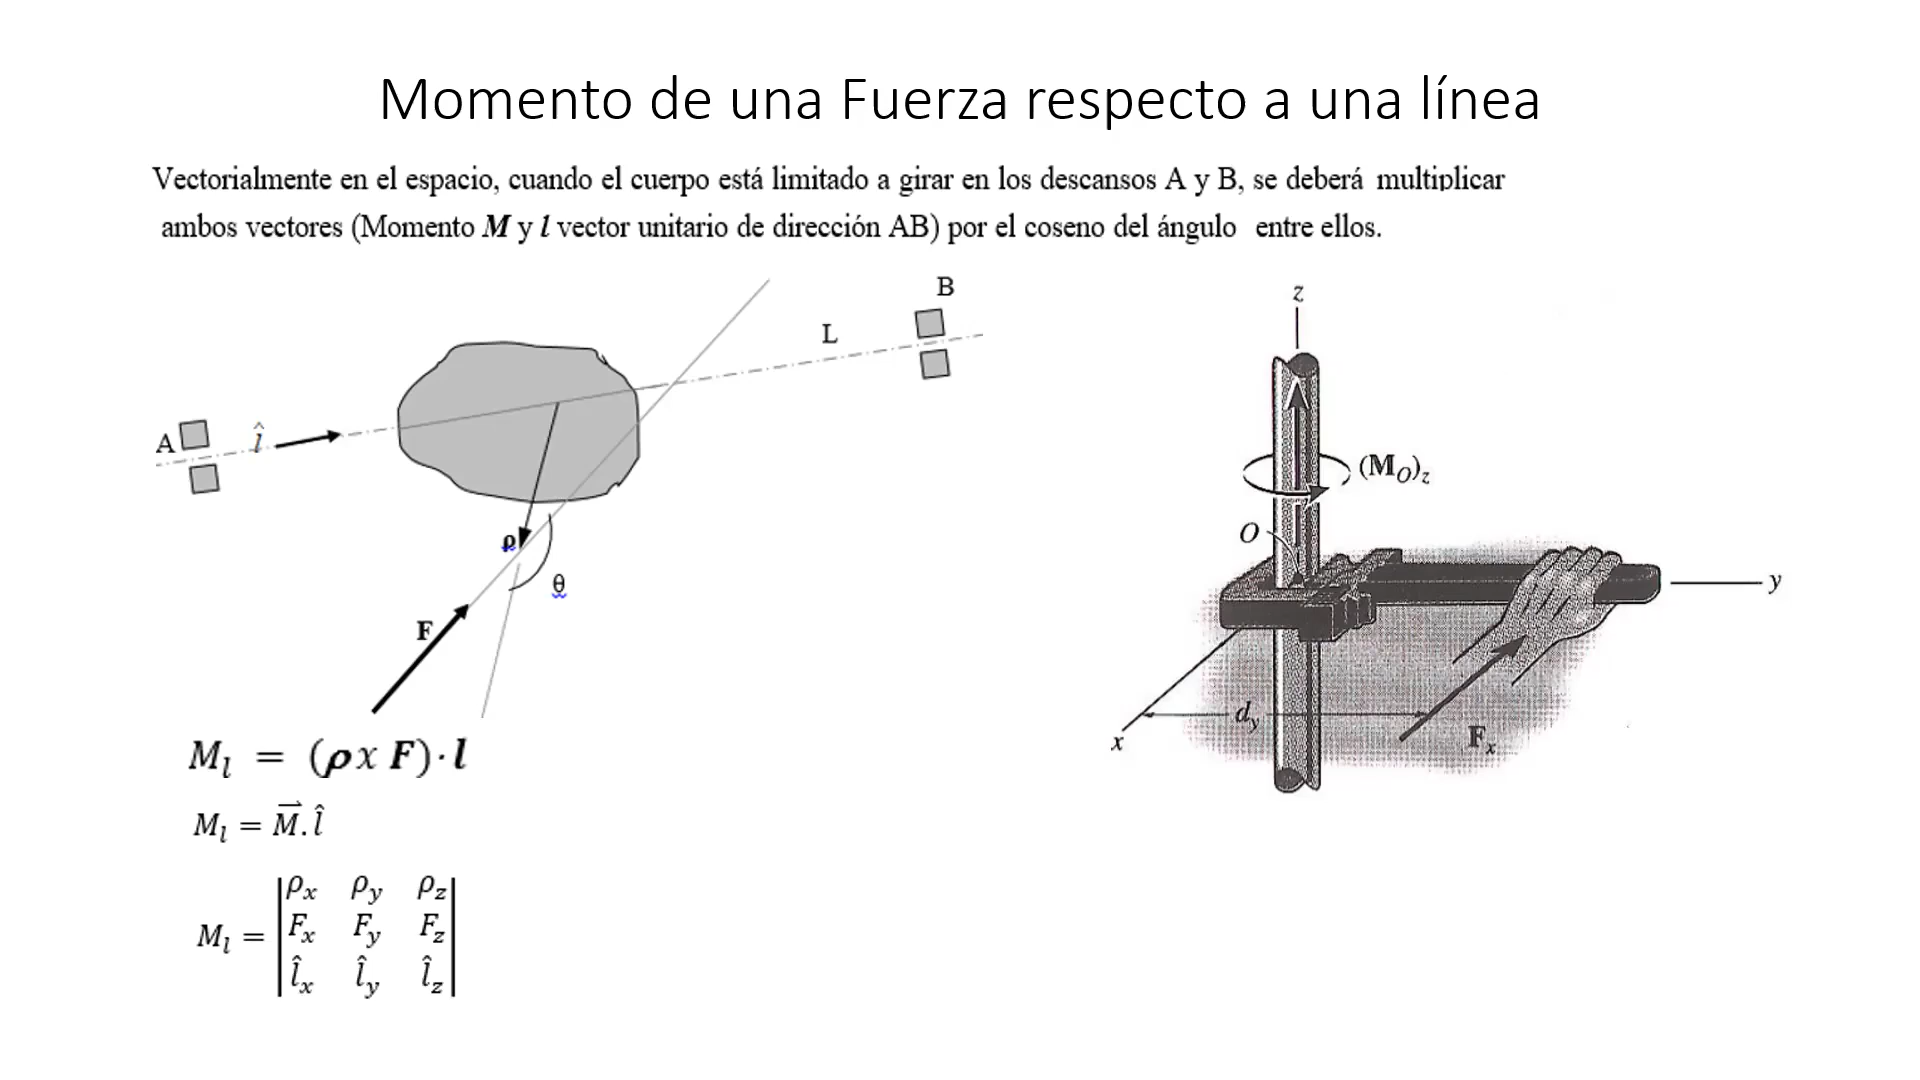 Momento de una Fuerza respecto a una línea
Vectorialmente en el espacio, cuando el cuerpo está limitado a girar en los descansos A y B, se deberá multiplicar
ambos vectores (Momento M y l vector unitario de dirección AB) por el coseno del ángulo entre ellos.
B
L
A
l̂
ρ
θ
F
z
(M_O)_z
O
y
d_y
F_x
x
M_l = (ρ x F)· l
M_l = M⃗. l̂
M_l = |ρ_x ρ_y ρ_z|
|F_x F_y F_z|
|l̂_x l̂_y l̂_z|